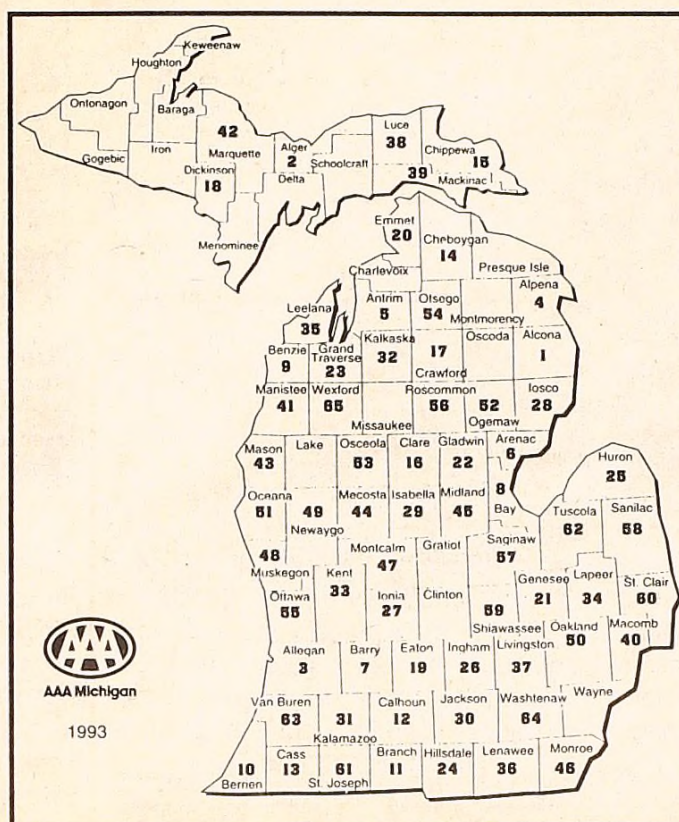 Keweenaw
Houghton
Ontonagon
Baraga
42
Gogebic
Iron
Marquette
Alger
2
Schoolcraft
Luce
38
Chippewa
15
Dickinson
18
Delta
39
Mackinac
Menominee
Emmet
20
Cheboygan
14
Presque Isle
Charlevoix
Antrim
5
Otsego
54
Montmorency
Alpena
4
Leelanau
35
Benzie
9
Grand
Traverse
23
Kalkaska
32
17
Crawford
Oscoda
Alcona
1
Manistee
41
Wexford
65
Missaukee
Roscommon
56
52
Ogemaw
Iosco
28
Mason
43
Lake
Osceola
53
Clare
16
Gladwin
22
Arenac
6
Huron
25
Oceana
51
49
Newaygo
Mecosta
44
Isabella
29
Midland
45
8
Bay
Tuscola
62
Sanilac
58
48
Muskegon
Montcalm
47
Gratiot
Saginaw
57
Ottawa
55
Kent
33
Ionia
27
Clinton
59
Shiawassee
Genesee
21
Lapeer
34
St. Clair
60
Allegan
3
Barry
7
Eaton
19
Ingham
26
Livingston
37
Oakland
50
Macomb
40
AAA
AAA Michigan
1993
Van Buren
63
31
Kalamazoo
Calhoun
12
Jackson
30
Washtenaw
64
Wayne
10
Berrien
Cass
13
61
St. Joseph
Branch
11
Hillsdale
24
Lenawee
36
Monroe
46